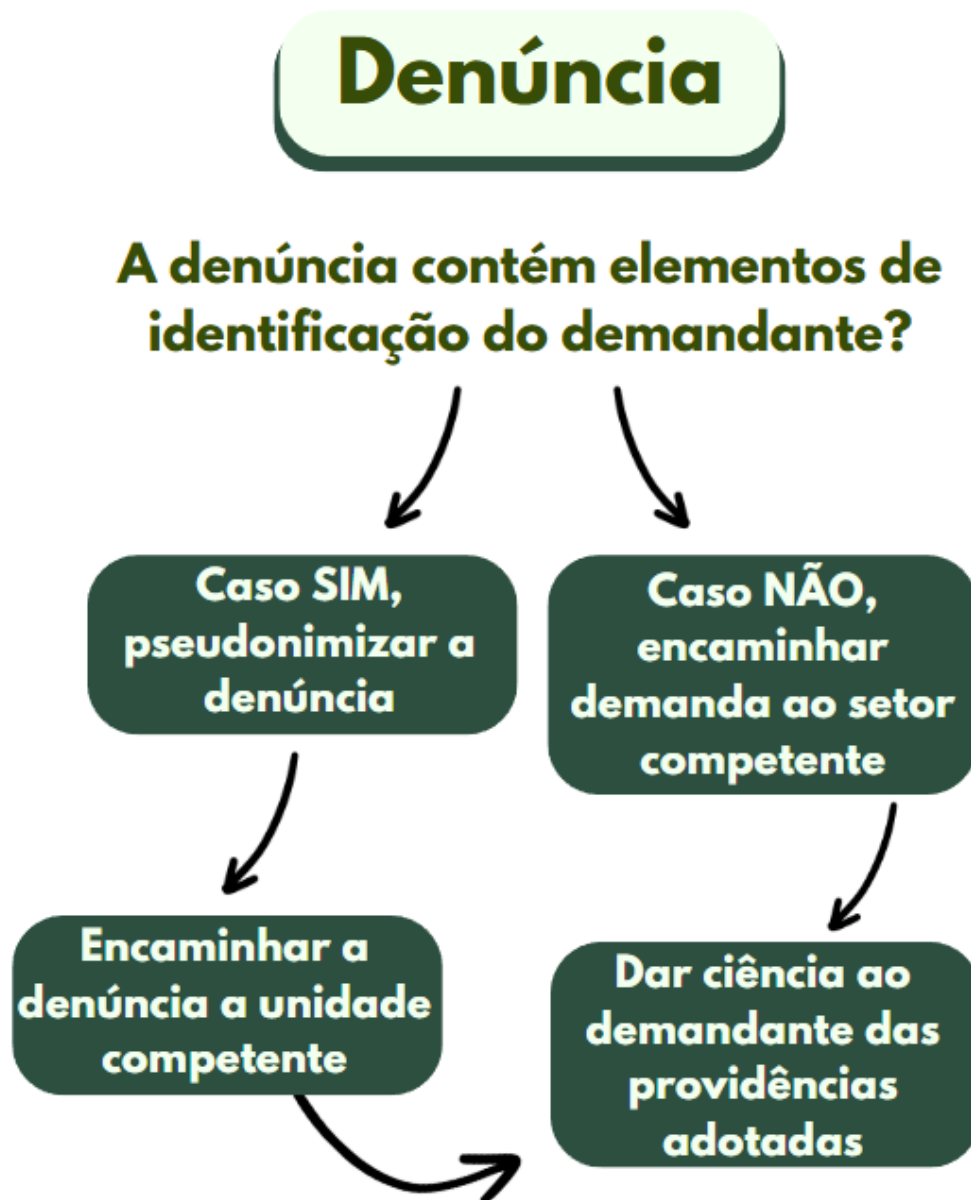 Denúncia
A denúncia contém elementos de
identificação do demandante?
Caso SIM,
pseudonimizar a
denúncia
Caso NÃO,
encaminhar
demanda ao setor
competente
Encaminhar a
denúncia a unidade
competente
Dar ciência ao
demandante das
providências
adotadas